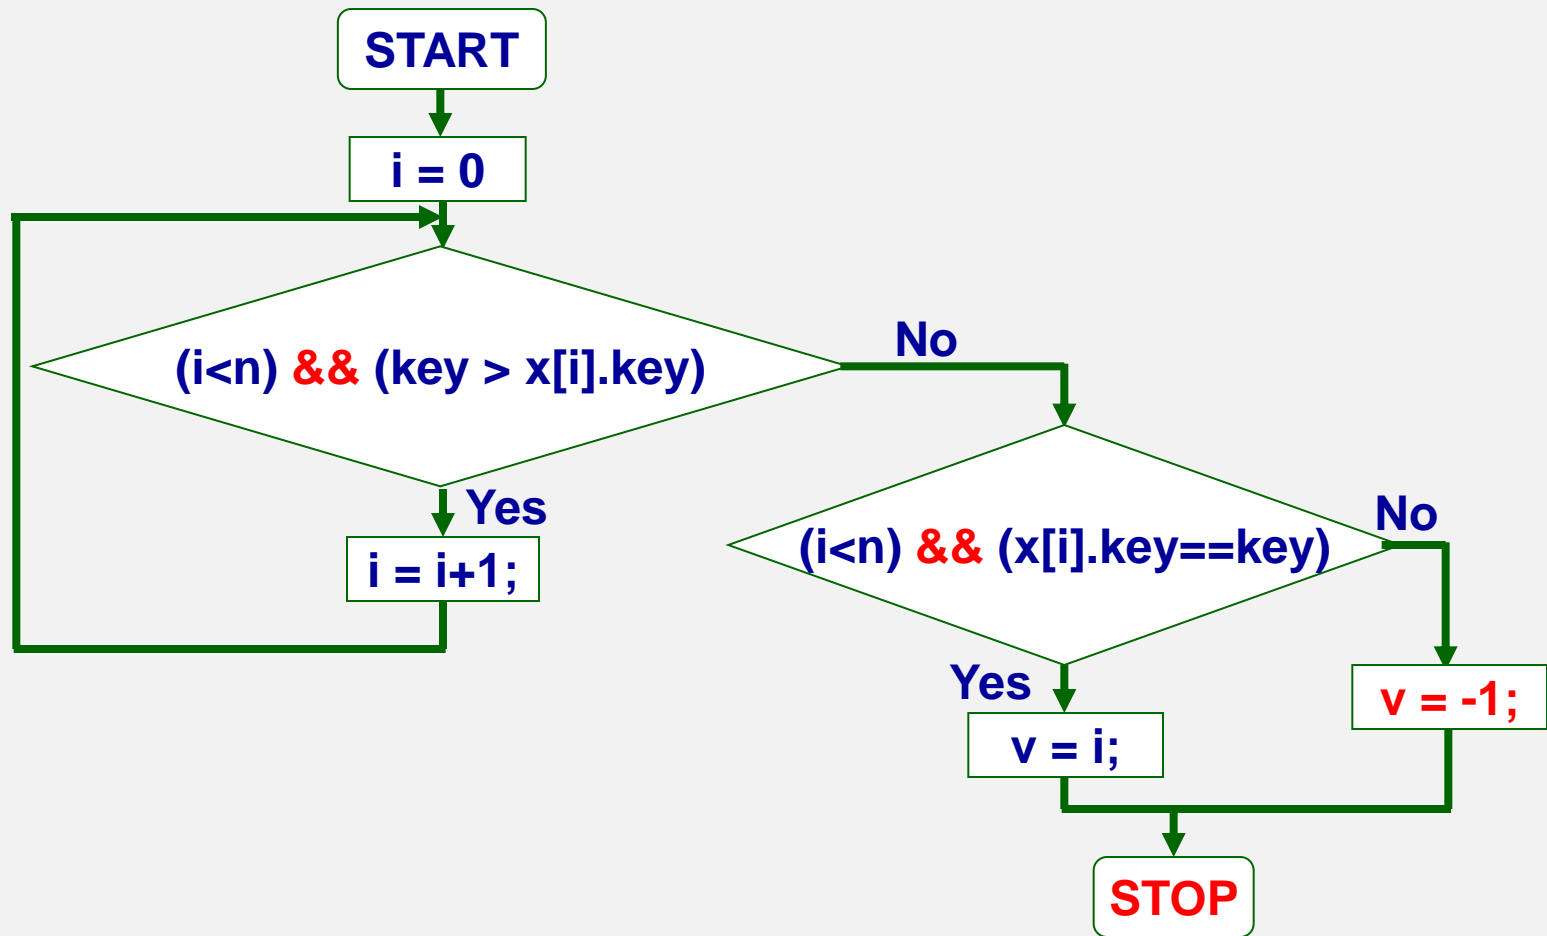 START
i = 0
(i<n) && (key > x[i].key)
No
Yes
i = i+1;
(i<n) && (x[i].key==key)
No
Yes
v = -1;
v = i;
STOP